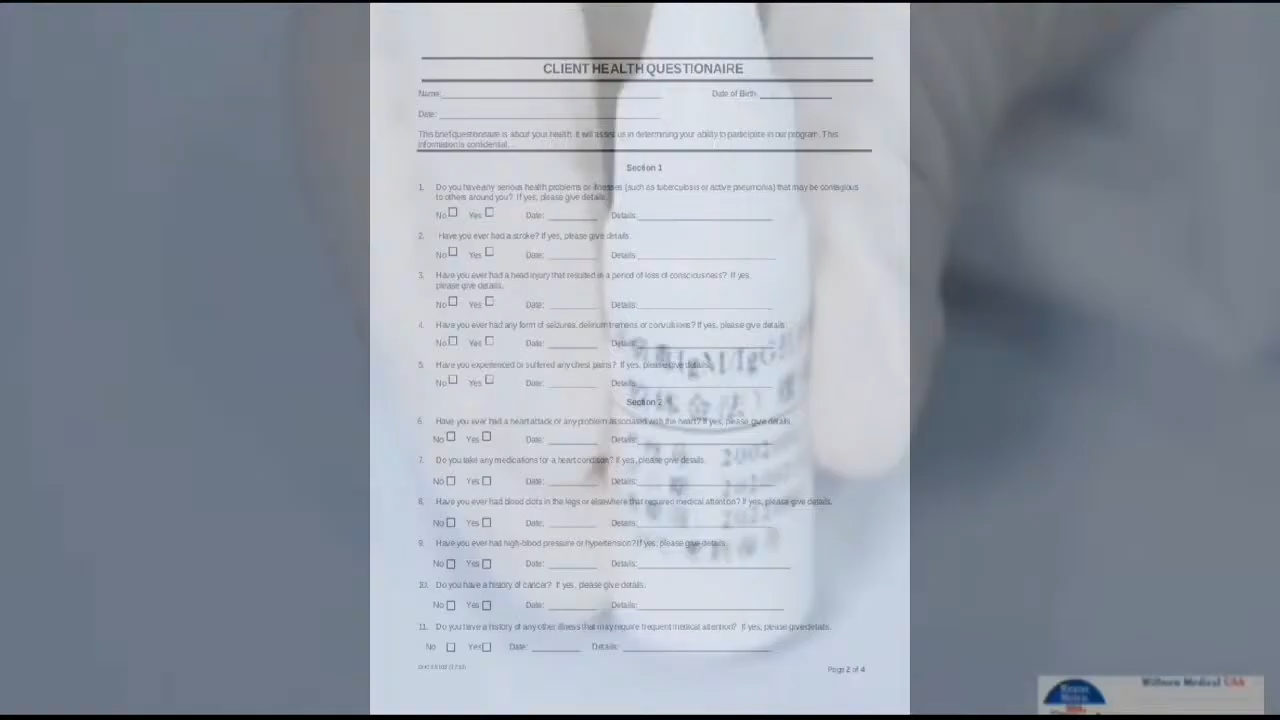 CLIENT HEALTH QUESTIONAIRE
Name: Date of Birth:
Date:
This brief questionnaire is about your health. It will assist us in determining your ability to participate in our program. This
information is confidential.
Section 1
1. Do you have any serious health problems or illnesses (such as tuberculosis or active pneumonia) that may be contagious
to others around you? If yes, please give details.
No Yes Date: Details:
2. Have you ever had a stroke? If yes, please give details.
No Yes Date: Details:
3. Have you ever had a head injury that resulted in a period of loss of consciousness? If yes,
please give details.
No Yes Date: Details:
4. Have you ever had any form of seizures, delirium tremens or convulsions? If yes, please give details.
No Yes Date: Details:
5. Have you experienced or suffered any chest pains? If yes, please give details.
No Yes Date: Details:
Section 2
6. Have you ever had a heart attack or any problem associated with the heart? If yes, please give details.
No Yes Date: Details:
7. Do you take any medications for a heart condition? If yes, please give details.
No Yes Date: Details:
8. Have you ever had blood clots in the legs or elsewhere that required medical attention? If yes, please give details.
No Yes Date: Details:
9. Have you ever had high-blood pressure or hypertension? If yes, please give details.
No Yes Date: Details:
10. Do you have a history of cancer? If yes, please give details.
No Yes Date: Details:
11. Do you have a history of any other illness that may require frequent medical attention? If yes, please give details.
No Yes Date: Details:
Page 2 of 4
IgM/IgG
Medical USA